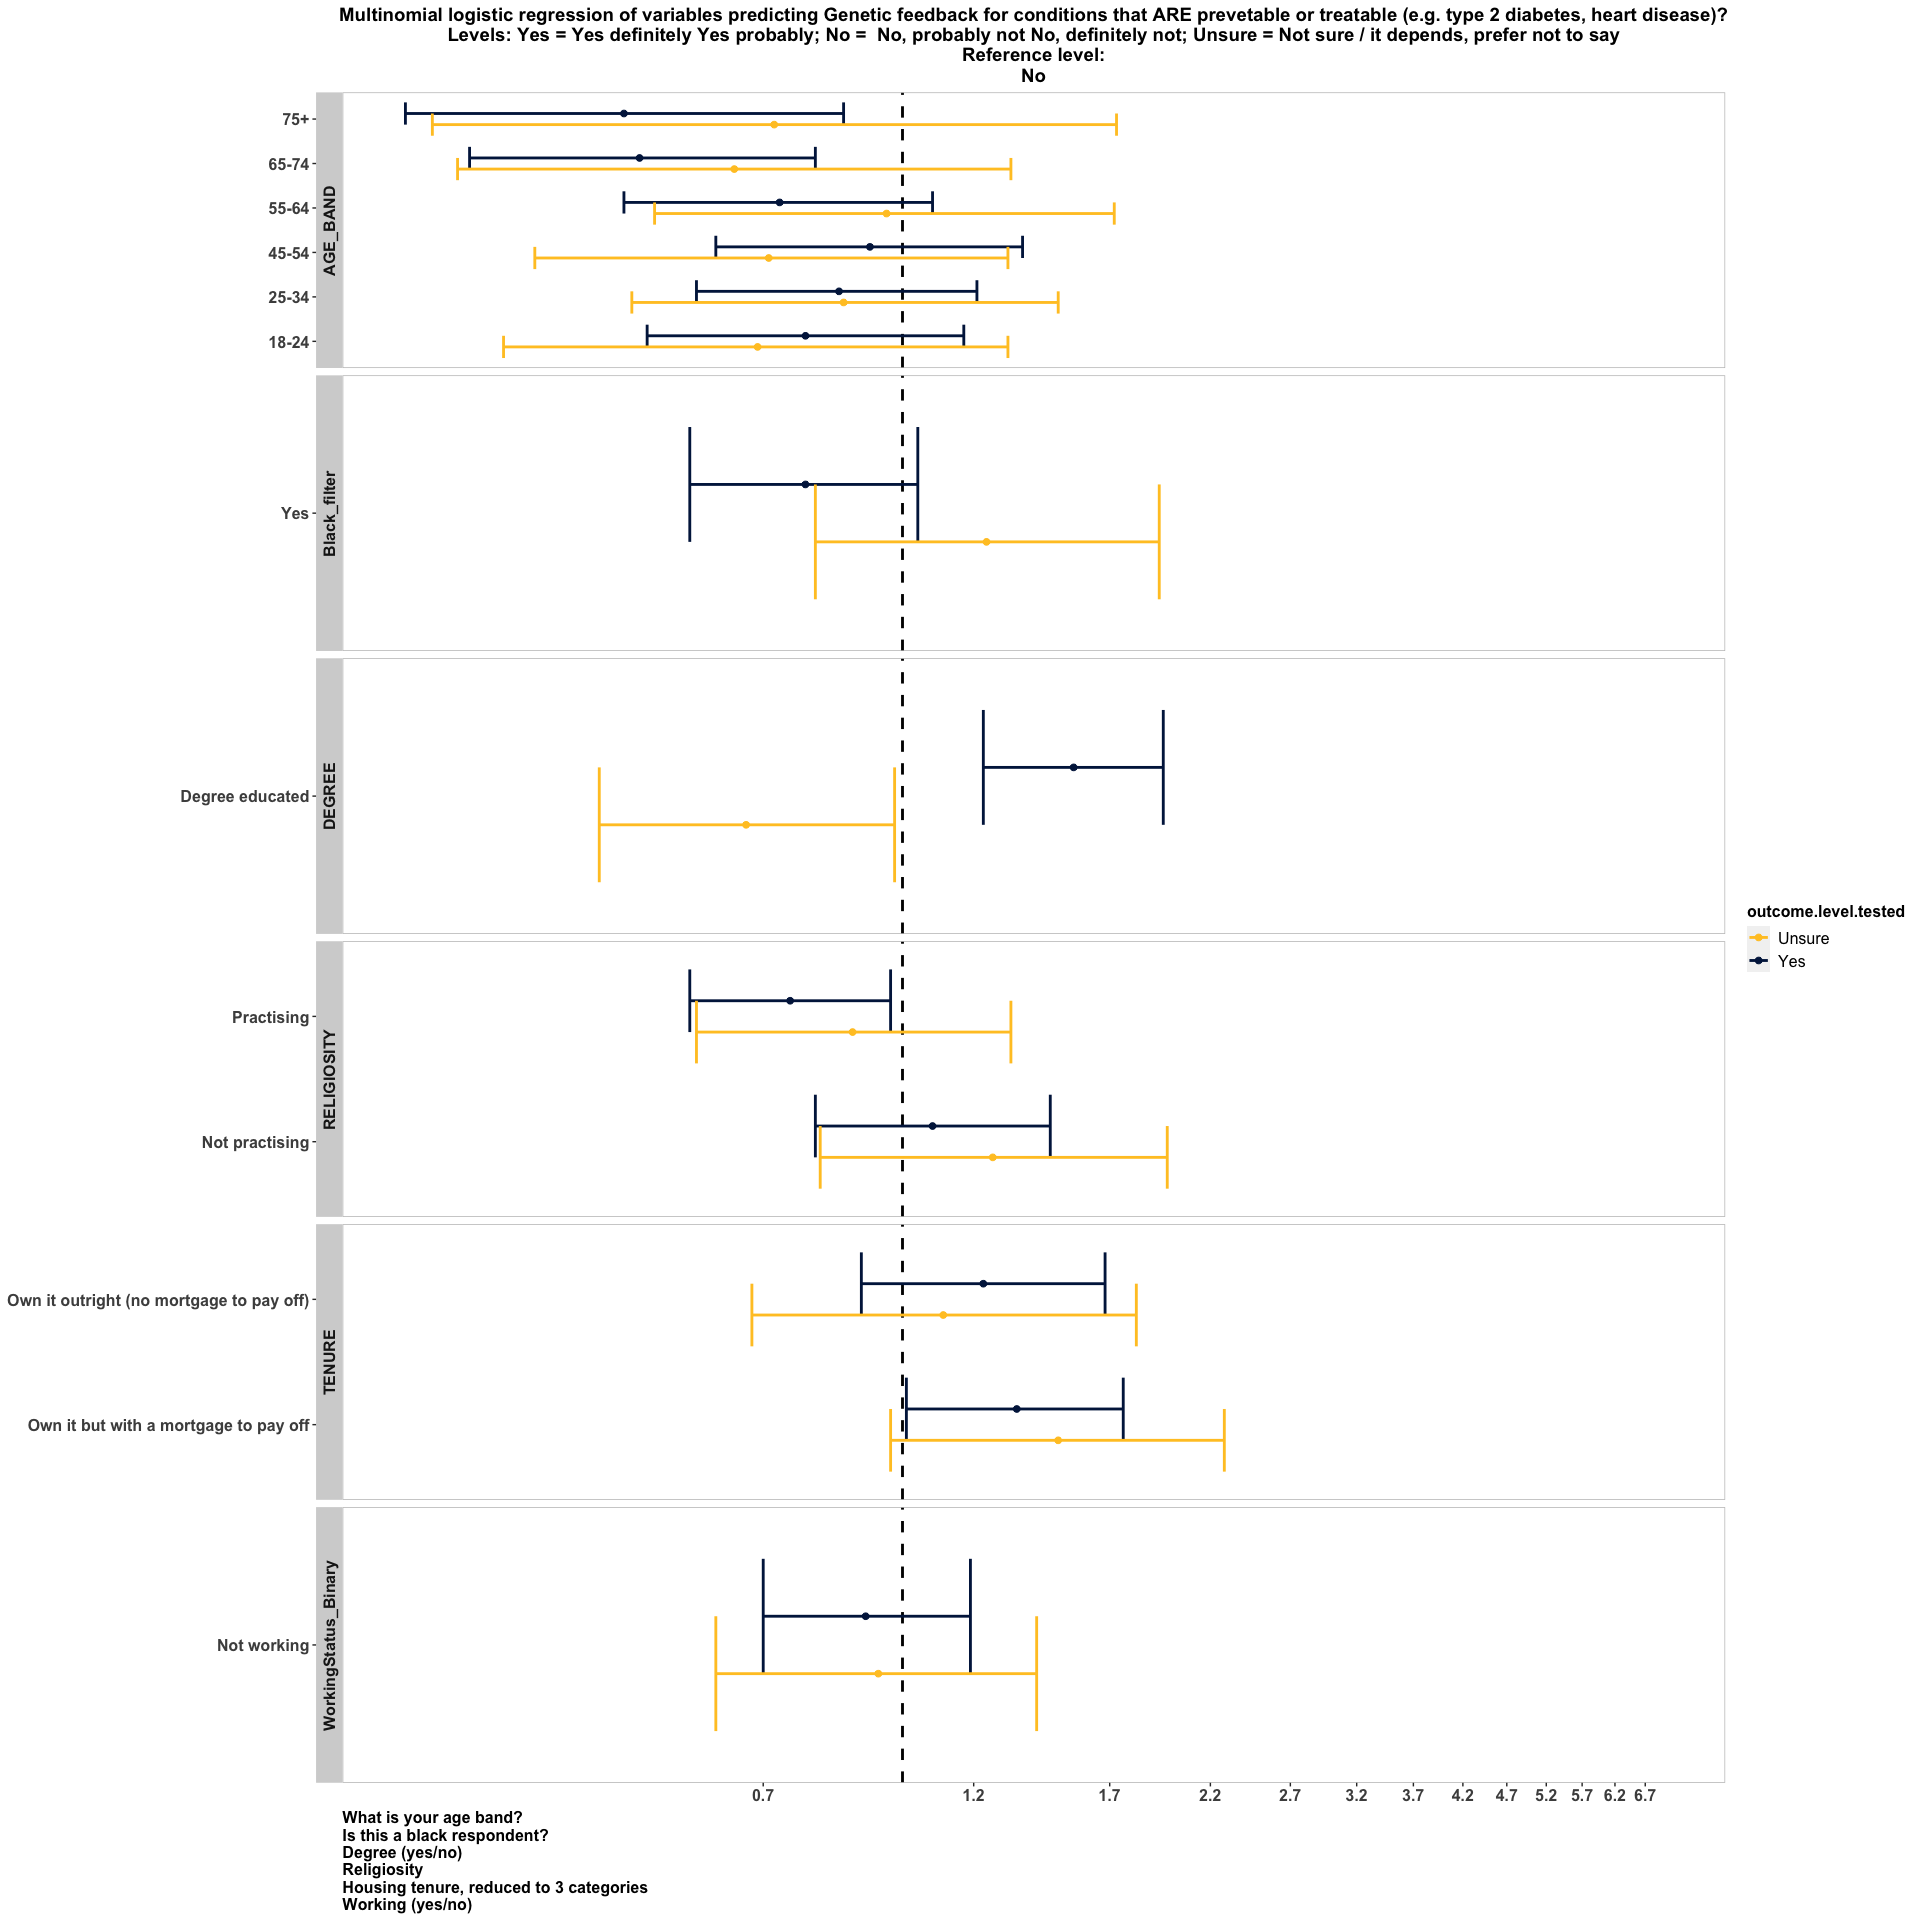 Multinomial logistic regression of variables predicting Genetic feedback for conditions that ARE prevetable or treatable (e.g. type 2 diabetes, heart disease)?
Levels: Yes = Yes definitely Yes probably; No =  No, probably not No, definitely not; Unsure = Not sure / it depends, prefer not to say
Reference level:
No
AGE_BAND
75+
65-74
55-64
45-54
25-34
18-24
Black_filter
Yes
DEGREE
Degree educated
RELIGIOSITY
Practising
Not practising
TENURE
Own it outright (no mortgage to pay off)
Own it but with a mortgage to pay off
WorkingStatus_Binary
Not working
outcome.level.tested
Unsure
Yes
0.7 1.2 1.7 2.2 2.7 3.2 3.7 4.2 4.7 5.2 5.7 6.2 6.7
What is your age band?
Is this a black respondent?
Degree (yes/no)
Religiosity
Housing tenure, reduced to 3 categories
Working (yes/no)